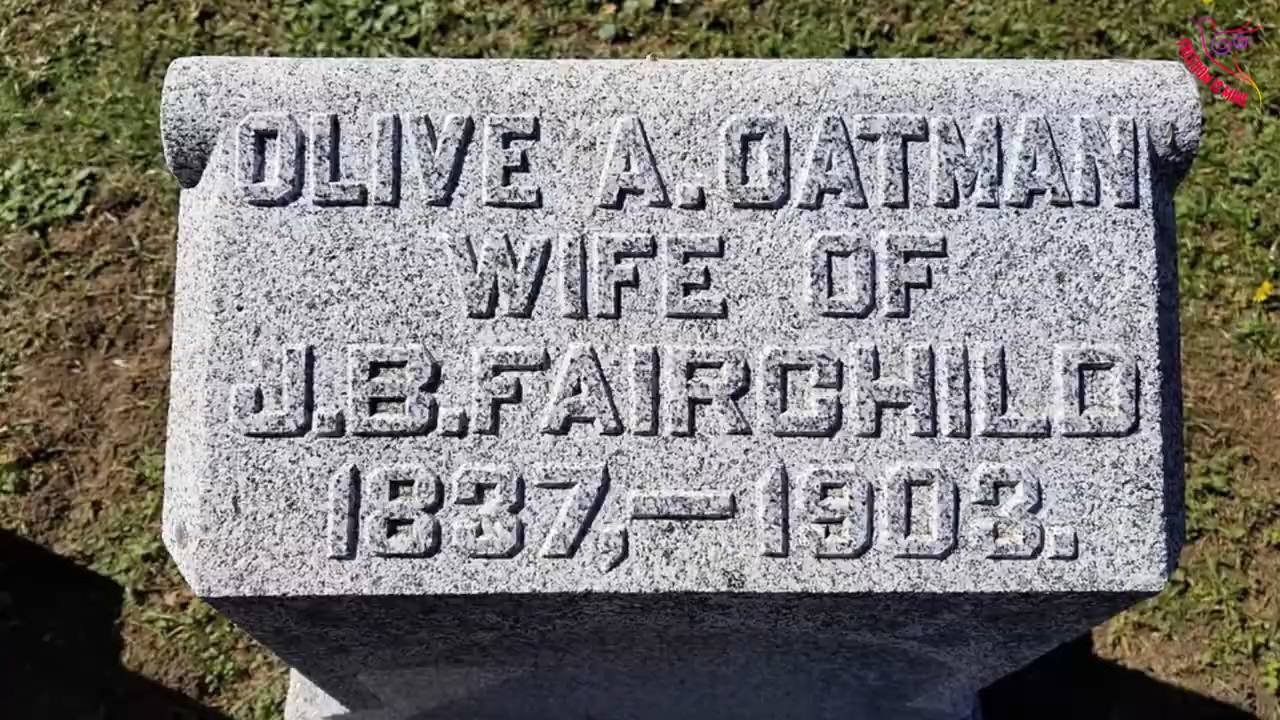 OLIVE A. OATMAN
WIFE OF
J.B. FAIRCHILD
1837,—1903.